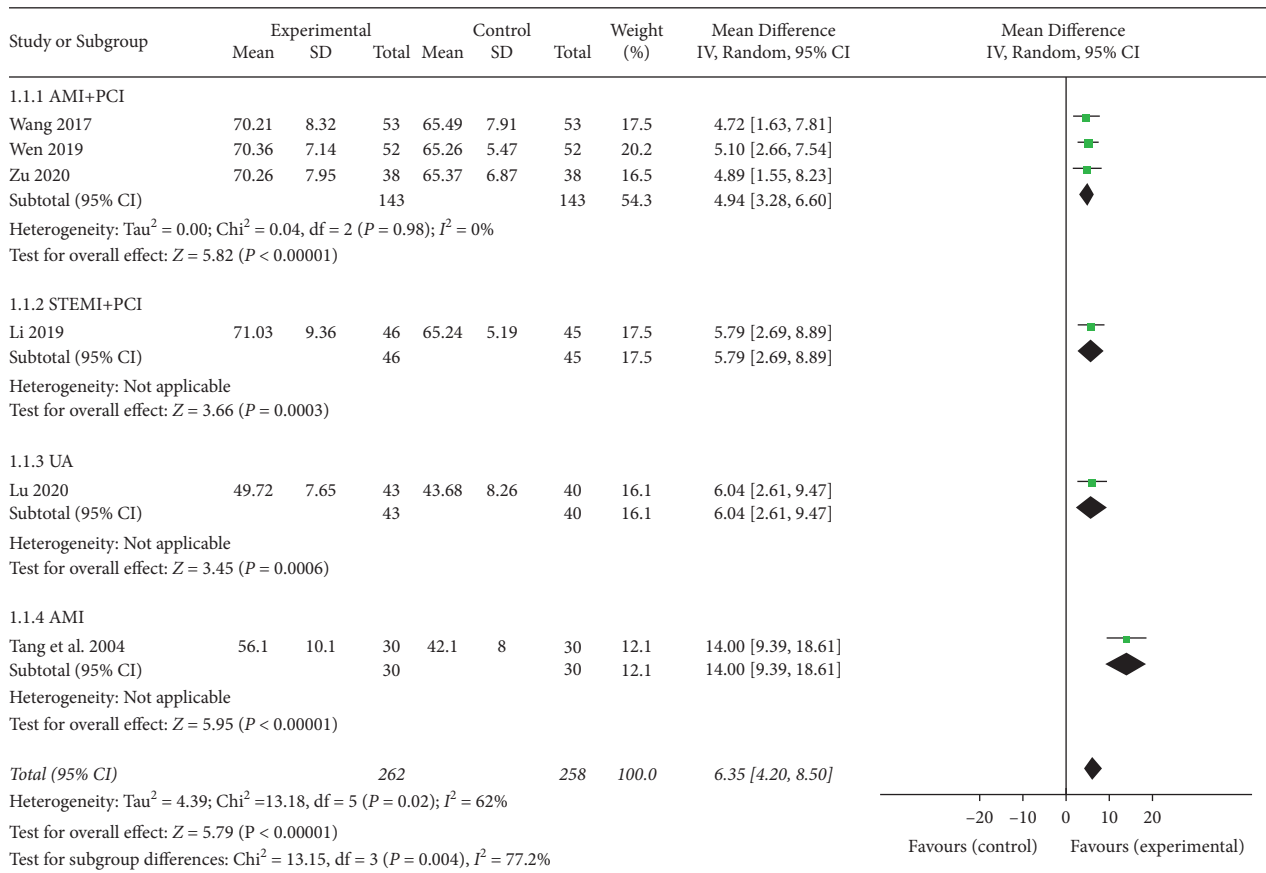 Study or Subgroup Experimental Control Weight Mean Difference Mean Difference
Mean SD Total Mean SD Total (%) IV, Random, 95% CI IV, Random, 95% CI
1.1.1 AMI+PCI
Wang 2017 70.21 8.32 53 65.49 7.91 53 17.5 4.72 [1.63, 7.81]
Wen 2019 70.36 7.14 52 65.26 5.47 52 20.2 5.10 [2.66, 7.54]
Zu 2020 70.26 7.95 38 65.37 6.87 38 16.5 4.89 [1.55, 8.23]
Subtotal (95% CI) 143 143 54.3 4.94 [3.28, 6.60]
Heterogeneity: Tau² = 0.00; Chi² = 0.04, df = 2 (P = 0.98); I² = 0%
Test for overall effect: Z = 5.82 (P < 0.00001)
1.1.2 STEMI+PCI
Li 2019 71.03 9.36 46 65.24 5.19 45 17.5 5.79 [2.69, 8.89]
Subtotal (95% CI) 46 45 17.5 5.79 [2.69, 8.89]
Heterogeneity: Not applicable
Test for overall effect: Z = 3.66 (P = 0.0003)
1.1.3 UA
Lu 2020 49.72 7.65 43 43.68 8.26 40 16.1 6.04 [2.61, 9.47]
Subtotal (95% CI) 43 40 16.1 6.04 [2.61, 9.47]
Heterogeneity: Not applicable
Test for overall effect: Z = 3.45 (P = 0.0006)
1.1.4 AMI
Tang et al. 2004 56.1 10.1 30 42.1 8 30 12.1 14.00 [9.39, 18.61]
Subtotal (95% CI) 30 30 12.1 14.00 [9.39, 18.61]
Heterogeneity: Not applicable
Test for overall effect: Z = 5.95 (P < 0.00001)
Total (95% CI) 262 258 100.0 6.35 [4.20, 8.50]
Heterogeneity: Tau² = 4.39; Chi² =13.18, df = 5 (P = 0.02); I² = 62%
Test for overall effect: Z = 5.79 (P < 0.00001)
Test for subgroup differences: Chi² = 13.15, df = 3 (P = 0.004), I² = 77.2%
–20 –10 0 10 20
Favours (control) Favours (experimental)